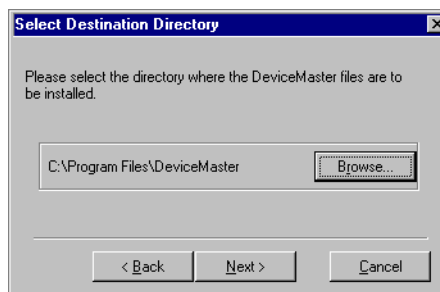 Select Destination Directory
Please select the directory where the DeviceMaster files are to
be installed.
C:\Program Files\DeviceMaster
Browse...
< Back
Next >
Cancel